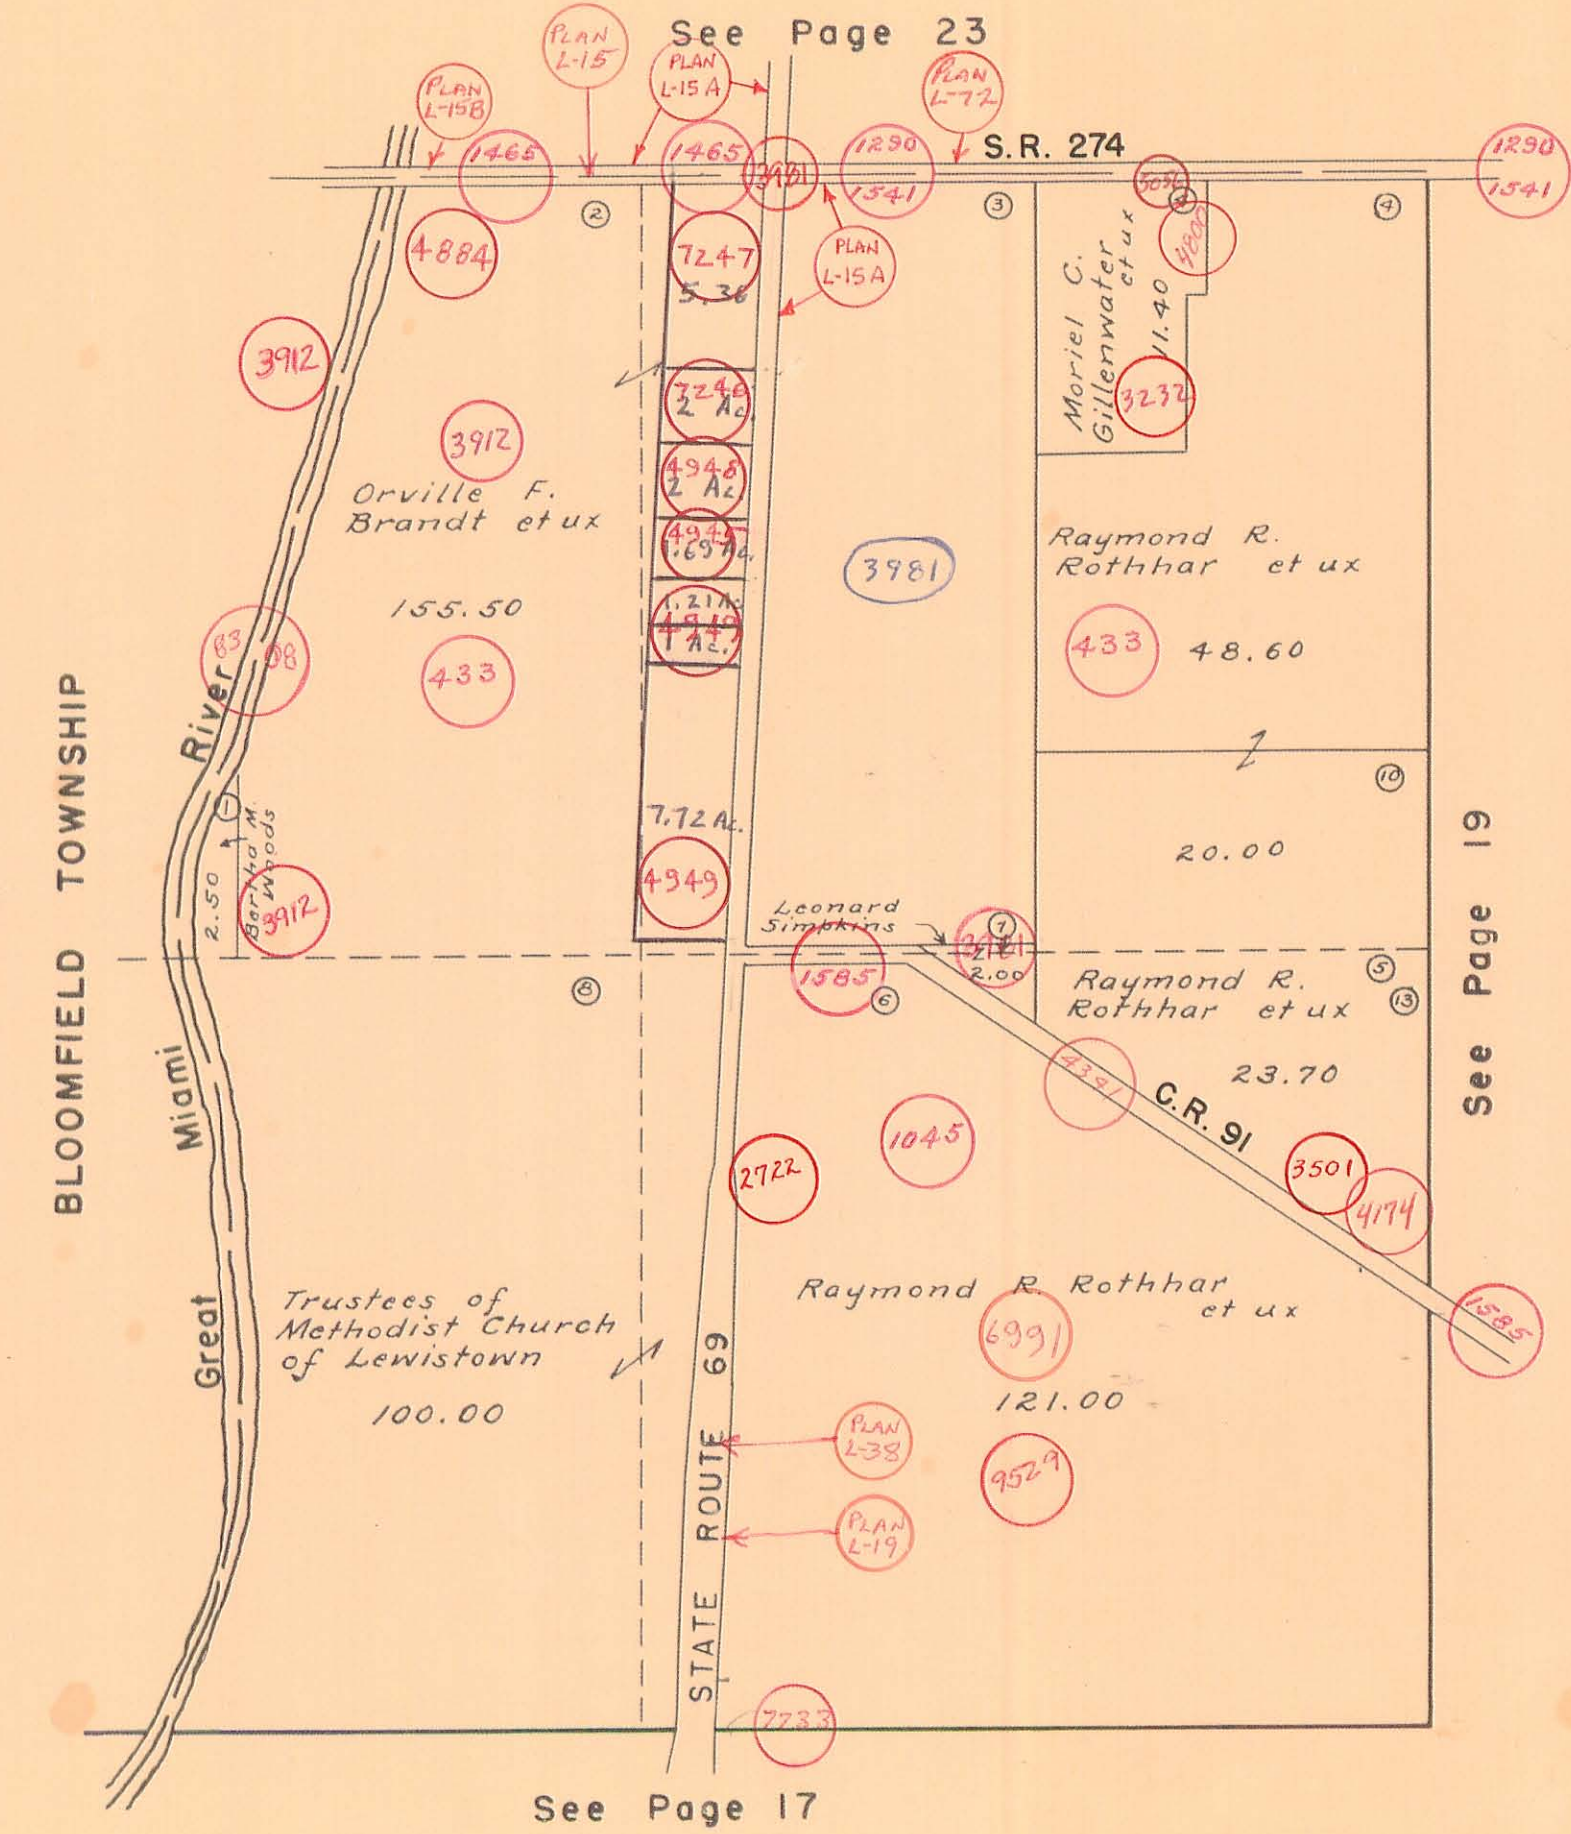 See Page 23
PLAN
L-15B
PLAN
L-15
PLAN
L-15A
PLAN
L-72
S.R. 274
1465
1465
3981
1290
1541
1290
1541
2
3
4
4884
7247
5.36
PLAN
L-15A
Moriel C.
Gillenwater
et ux
11.40
3232
3912
3912
7240
2 Ac.
4948
2 Ac.
1.69 Ac.
1.21 Ac
4949
1 Ac.
Orville F.
Brandt et ux
155.50
433
3981
Raymond R.
Rothhar et ux
433
48.60
83
08
River
1
2.50
Bertha M.
Woods
3912
7.72 Ac.
4949
10
20.00
BLOOMFIELD TOWNSHIP
See Page 19
Leonard
Simpkins
7
2.00
1585
8
6
5
13
Raymond R.
Rothhar et ux
23.70
4341
C.R. 91
Miami
1045
2722
3501
4174
Great
Trustees of
Methodist Church
of Lewistown
100.00
Raymond R. Rothhar
et ux
6991
121.00
1585
STATE ROUTE 69
PLAN
L-38
9529
PLAN
L-19
7733
See Page 17